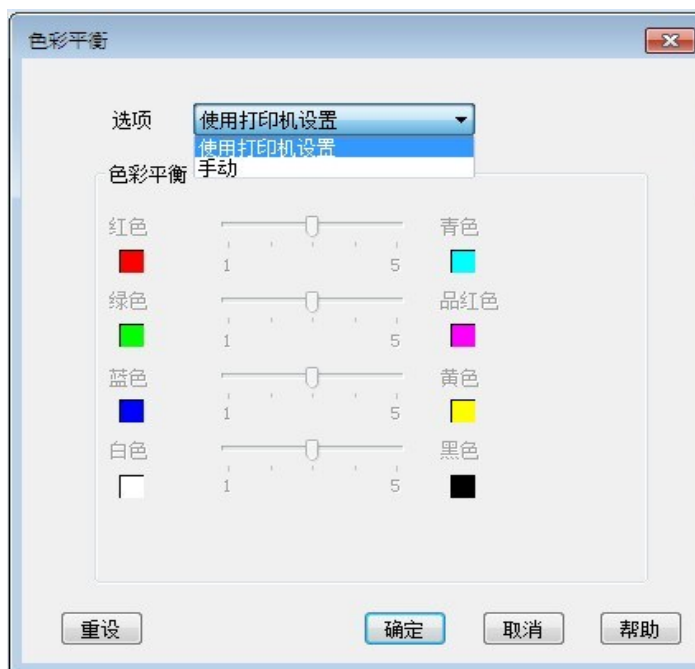 色彩平衡
选项
使用打印机设置
使用打印机设置
手动
色彩平衡
红色
青色
1 5
绿色
品红色
1 5
蓝色
黄色
1 5
白色
黑色
1 5
重设 确定 取消 帮助